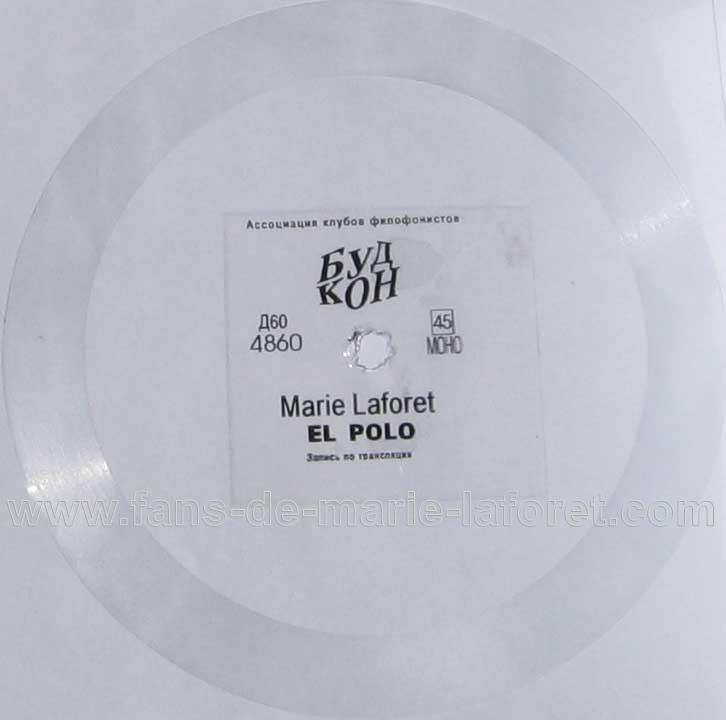 Ассоциация клубов филофонистов
БУД
КОН
Д60
4860
45
МОНО
Marie Laforet
EL POLO
Запись по трансляции
www.fans-de-marie-laforet.com